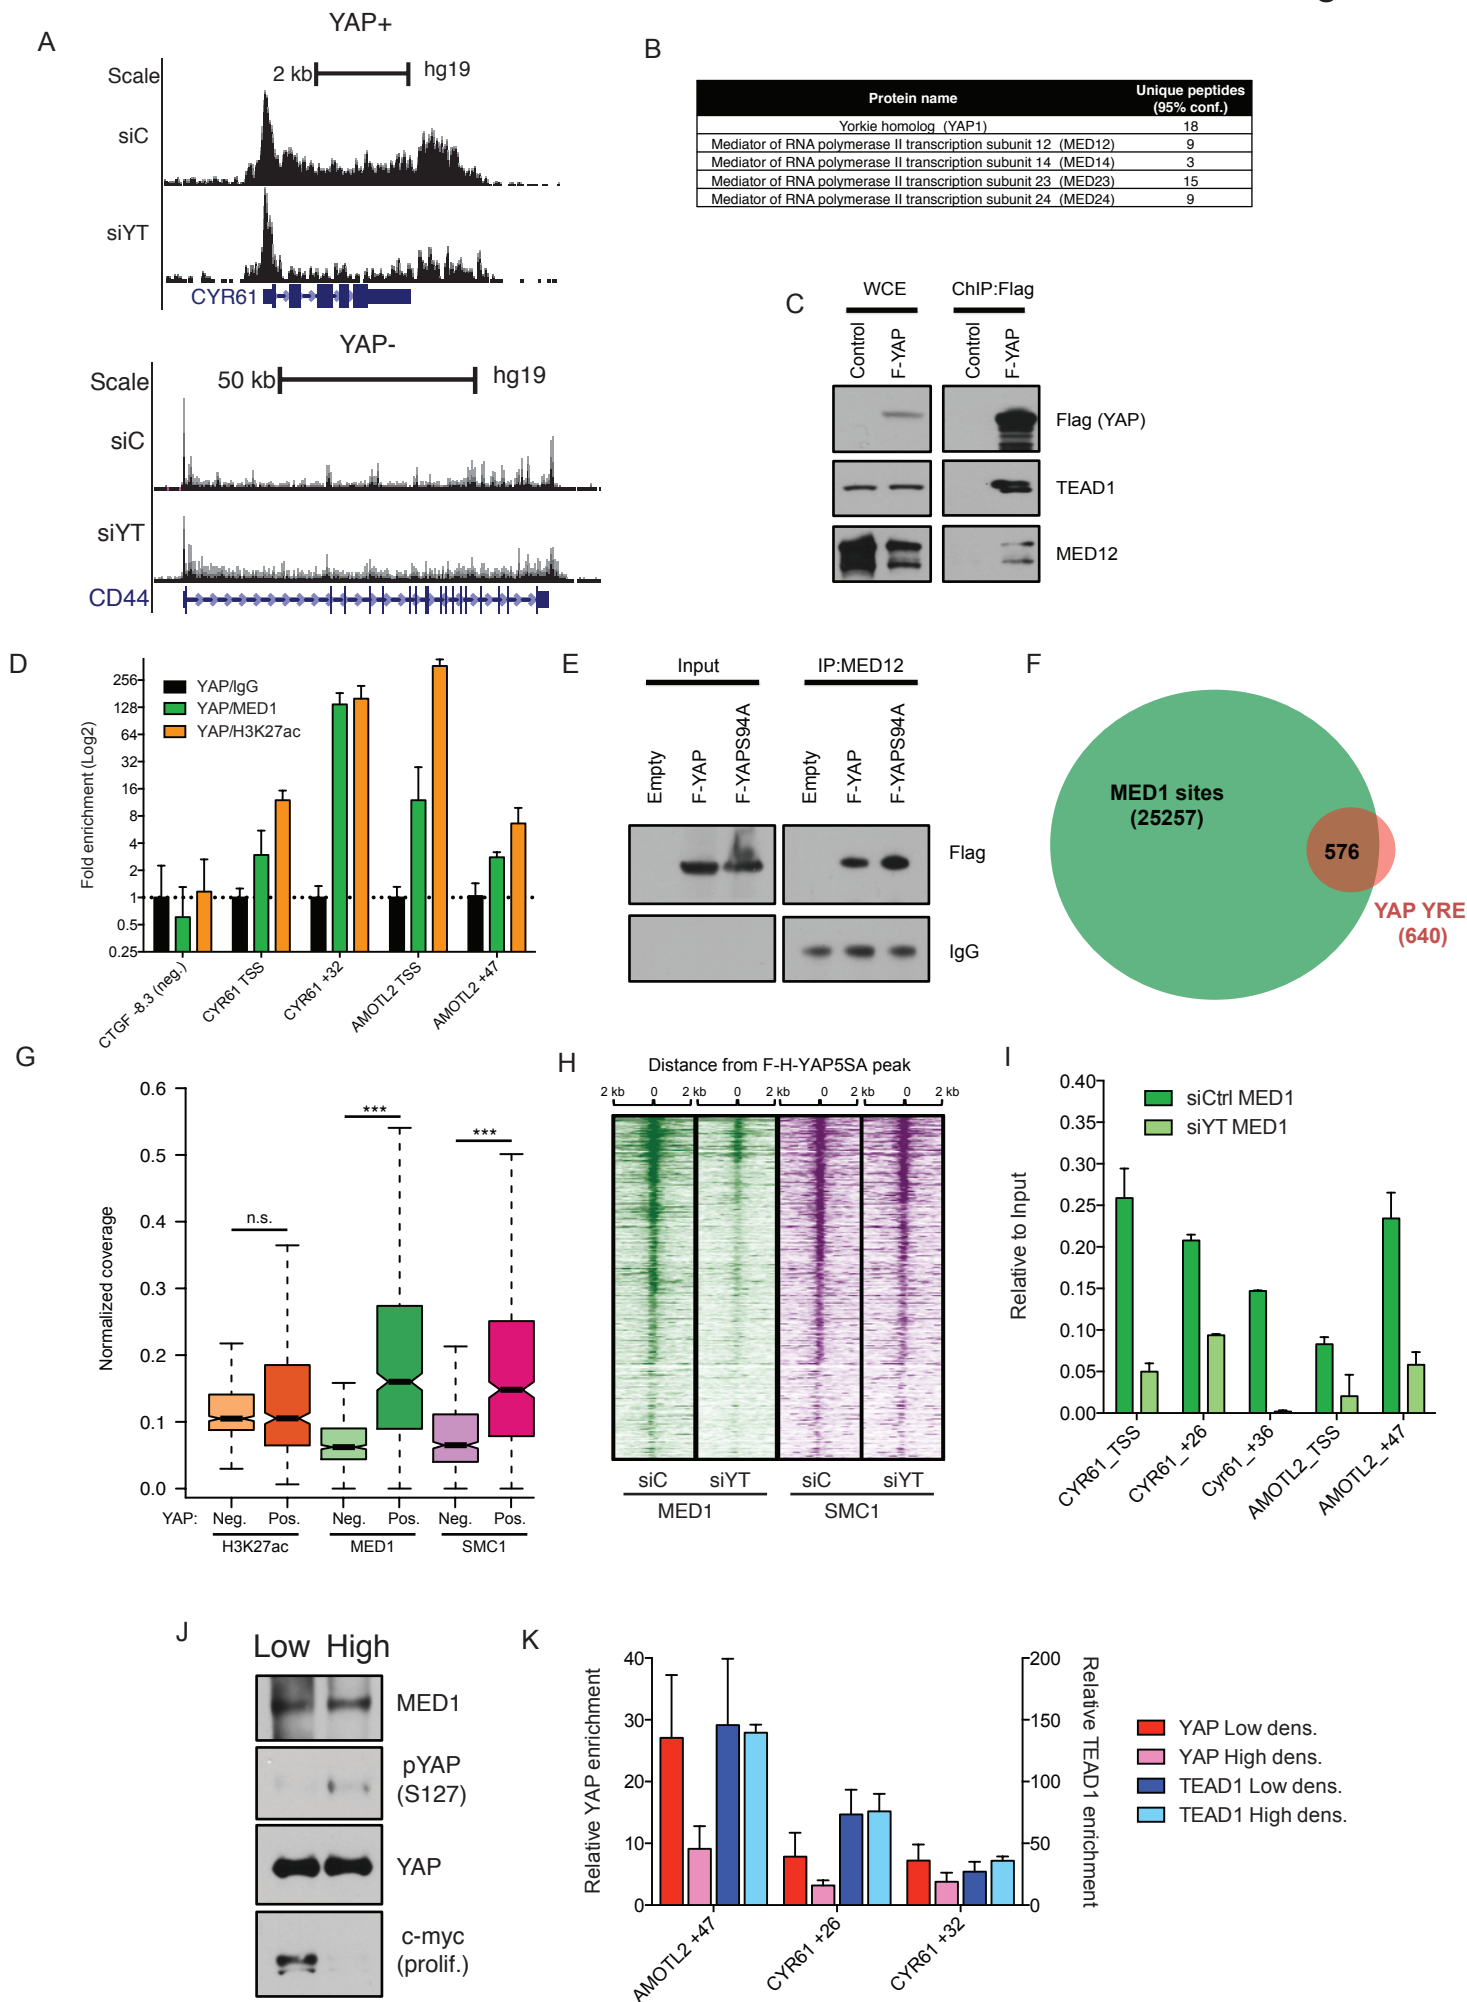 A
YAP+
Scale
2 kb
hg19
siC
siYT
CYR61
YAP-
Scale
50 kb
hg19
siC
siYT
CD44
B
Protein name
Unique peptides
(95% conf.)
Yorkie homolog (YAP1)
18
Mediator of RNA polymerase II transcription subunit 12 (MED12)
9
Mediator of RNA polymerase II transcription subunit 14 (MED14)
3
Mediator of RNA polymerase II transcription subunit 23 (MED23)
15
Mediator of RNA polymerase II transcription subunit 24 (MED24)
9
C
WCE
ChIP:Flag
Control
F-YAP
Control
F-YAP
Flag (YAP)
TEAD1
MED12
D
Fold enrichment (Log2)
256
128
64
32
16
8
4
2
1
0.5
0.25
YAP/IgG
YAP/MED1
YAP/H3K27ac
CTGF -8.3 (neg.)
CYR61 TSS
CYR61 +32
AMOTL2 TSS
AMOTL2 +47
E
Input
IP:MED12
Empty
F-YAP
F-YAPS94A
Empty
F-YAP
F-YAPS94A
Flag
IgG
F
MED1 sites
(25257)
576
YAP YRE
(640)
G
Normalized coverage
0.6
0.5
0.4
0.3
0.2
0.1
0.0
n.s.
***
***
YAP:
Neg.
Pos.
Neg.
Pos.
Neg.
Pos.
H3K27ac
MED1
SMC1
H
Distance from F-H-YAP5SA peak
2 kb
0
2 kb
0
2 kb
0
2 kb
0
2 kb
siC
siYT
siC
siYT
MED1
SMC1
I
Relative to Input
0.40
0.35
0.30
0.25
0.20
0.15
0.10
0.05
0.00
siCtrl MED1
siYT MED1
CYR61_TSS
CYR61_+26
Cyr61_+36
AMOTL2_TSS
AMOTL2_+47
J
Low High
MED1
pYAP
(S127)
YAP
c-myc
(prolif.)
K
Relative YAP enrichment
40
30
20
10
0
200
150
100
50
0
Relative TEAD1 enrichment
AMOTL2 +47
CYR61 +26
CYR61 +32
YAP Low dens.
YAP High dens.
TEAD1 Low dens.
TEAD1 High dens.